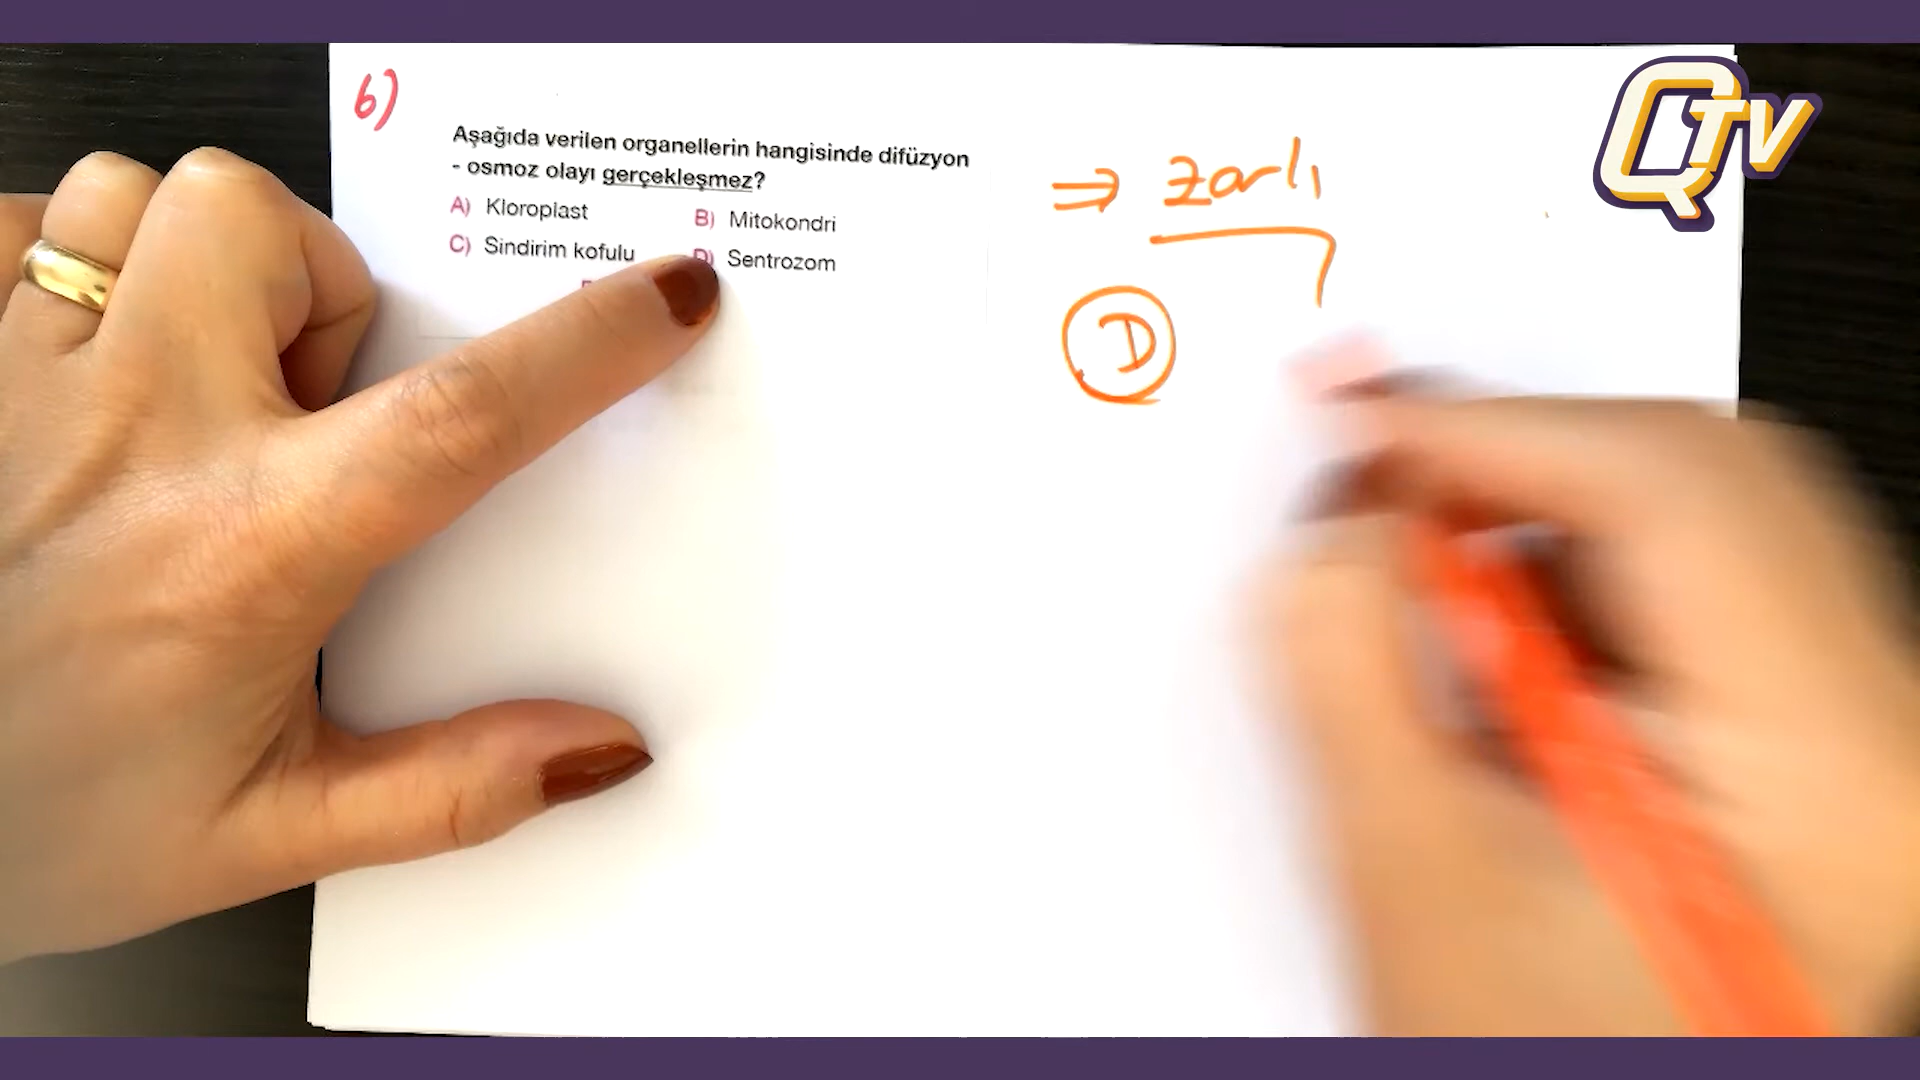 6)
Aşağıda verilen organellerin hangisinde difüzyon
- osmoz olayı gerçekleşmez?
A) Kloroplast B) Mitokondri
C) Sindirim kofulu D) Sentrozom
⇒ zarlı
D
QTV